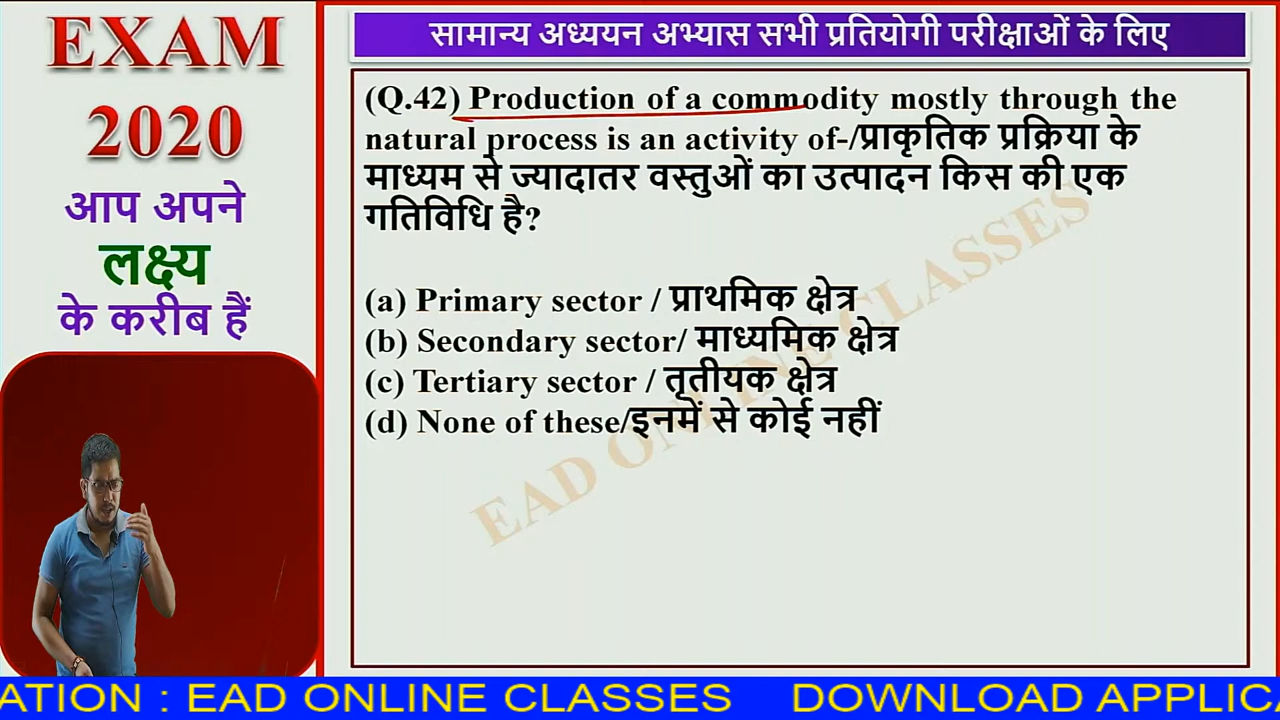 EXAM
2020
आप अपने
लक्ष्य
के करीब हैं
सामान्य अध्ययन अभ्यास सभी प्रतियोगी परीक्षाओं के लिए
(Q.42) Production of a commodity mostly through the
natural process is an activity of-/प्राकृतिक प्रक्रिया के
माध्यम से ज्यादातर वस्तुओं का उत्पादन किस की एक
गतिविधि है?
(a) Primary sector / प्राथमिक क्षेत्र
(b) Secondary sector/ माध्यमिक क्षेत्र
(c) Tertiary sector / तृतीयक क्षेत्र
(d) None of these/इनमें से कोई नहीं
EAD ONLINE CLASSES
ATION : EAD ONLINE CLASSES DOWNLOAD APPLICA